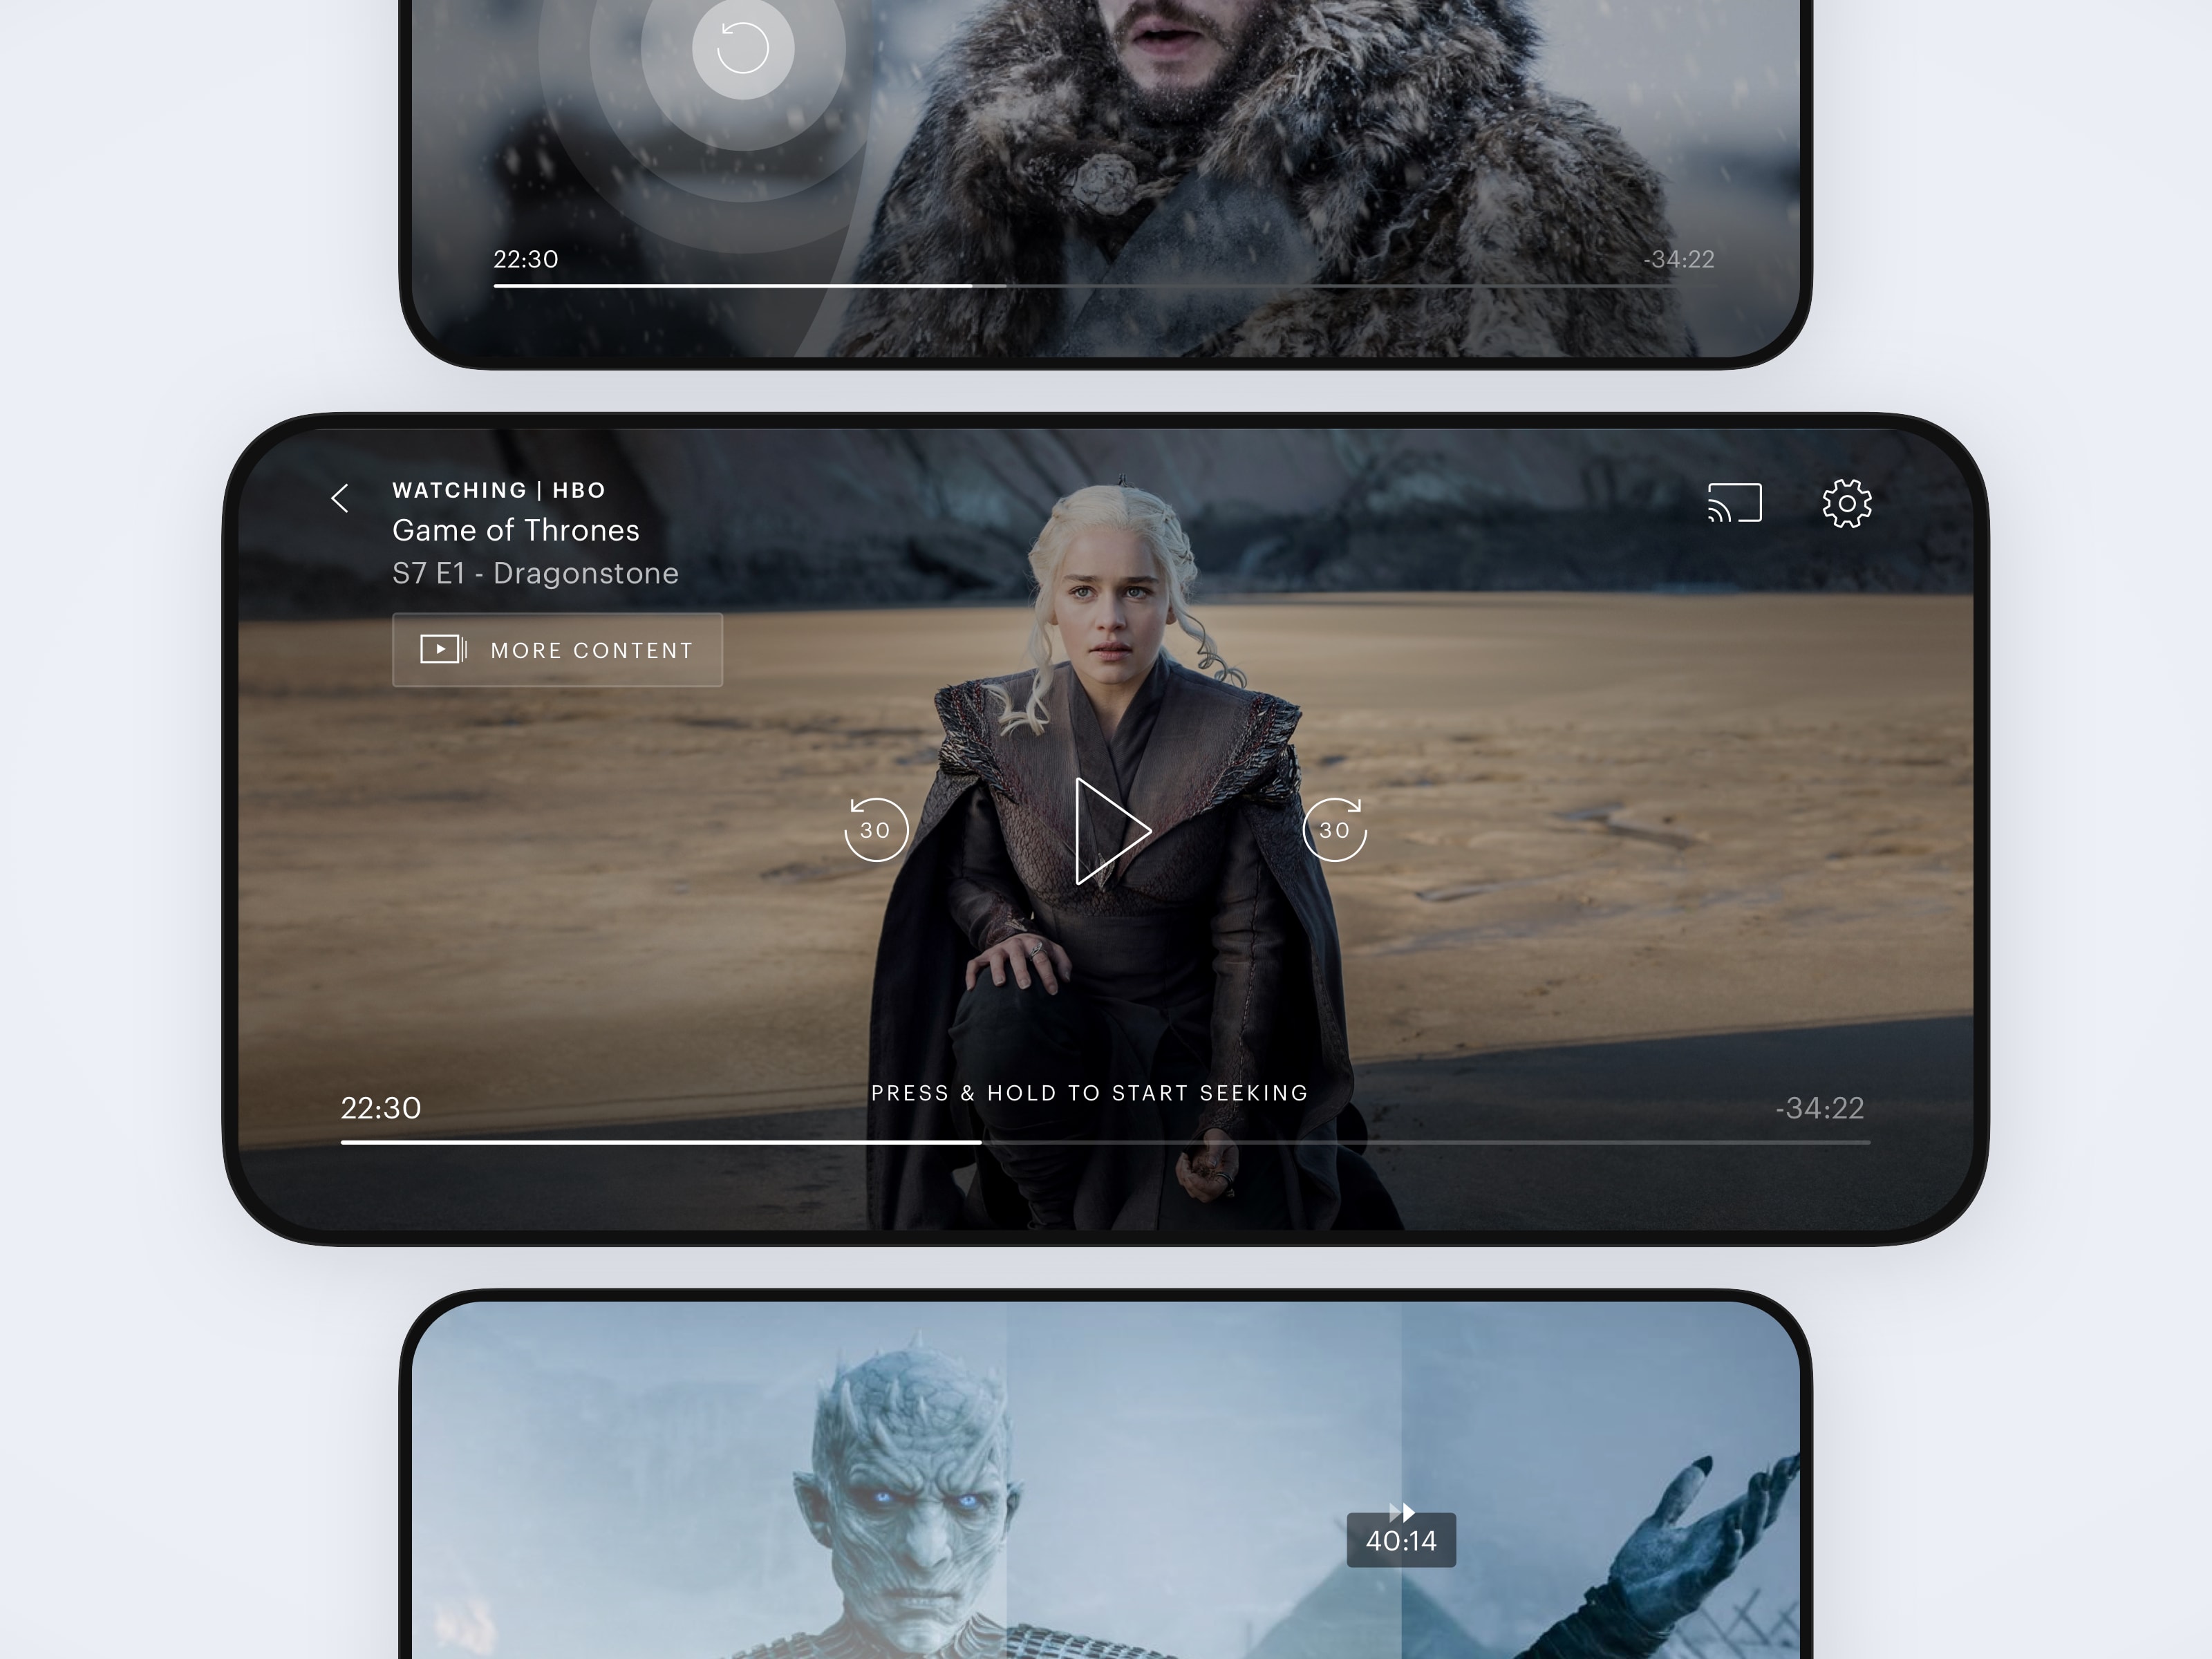 22:30
-34:22
WATCHING | HBO
Game of Thrones
S7 E1 - Dragonstone
MORE CONTENT
30
30
PRESS & HOLD TO START SEEKING
22:30
-34:22
40:14